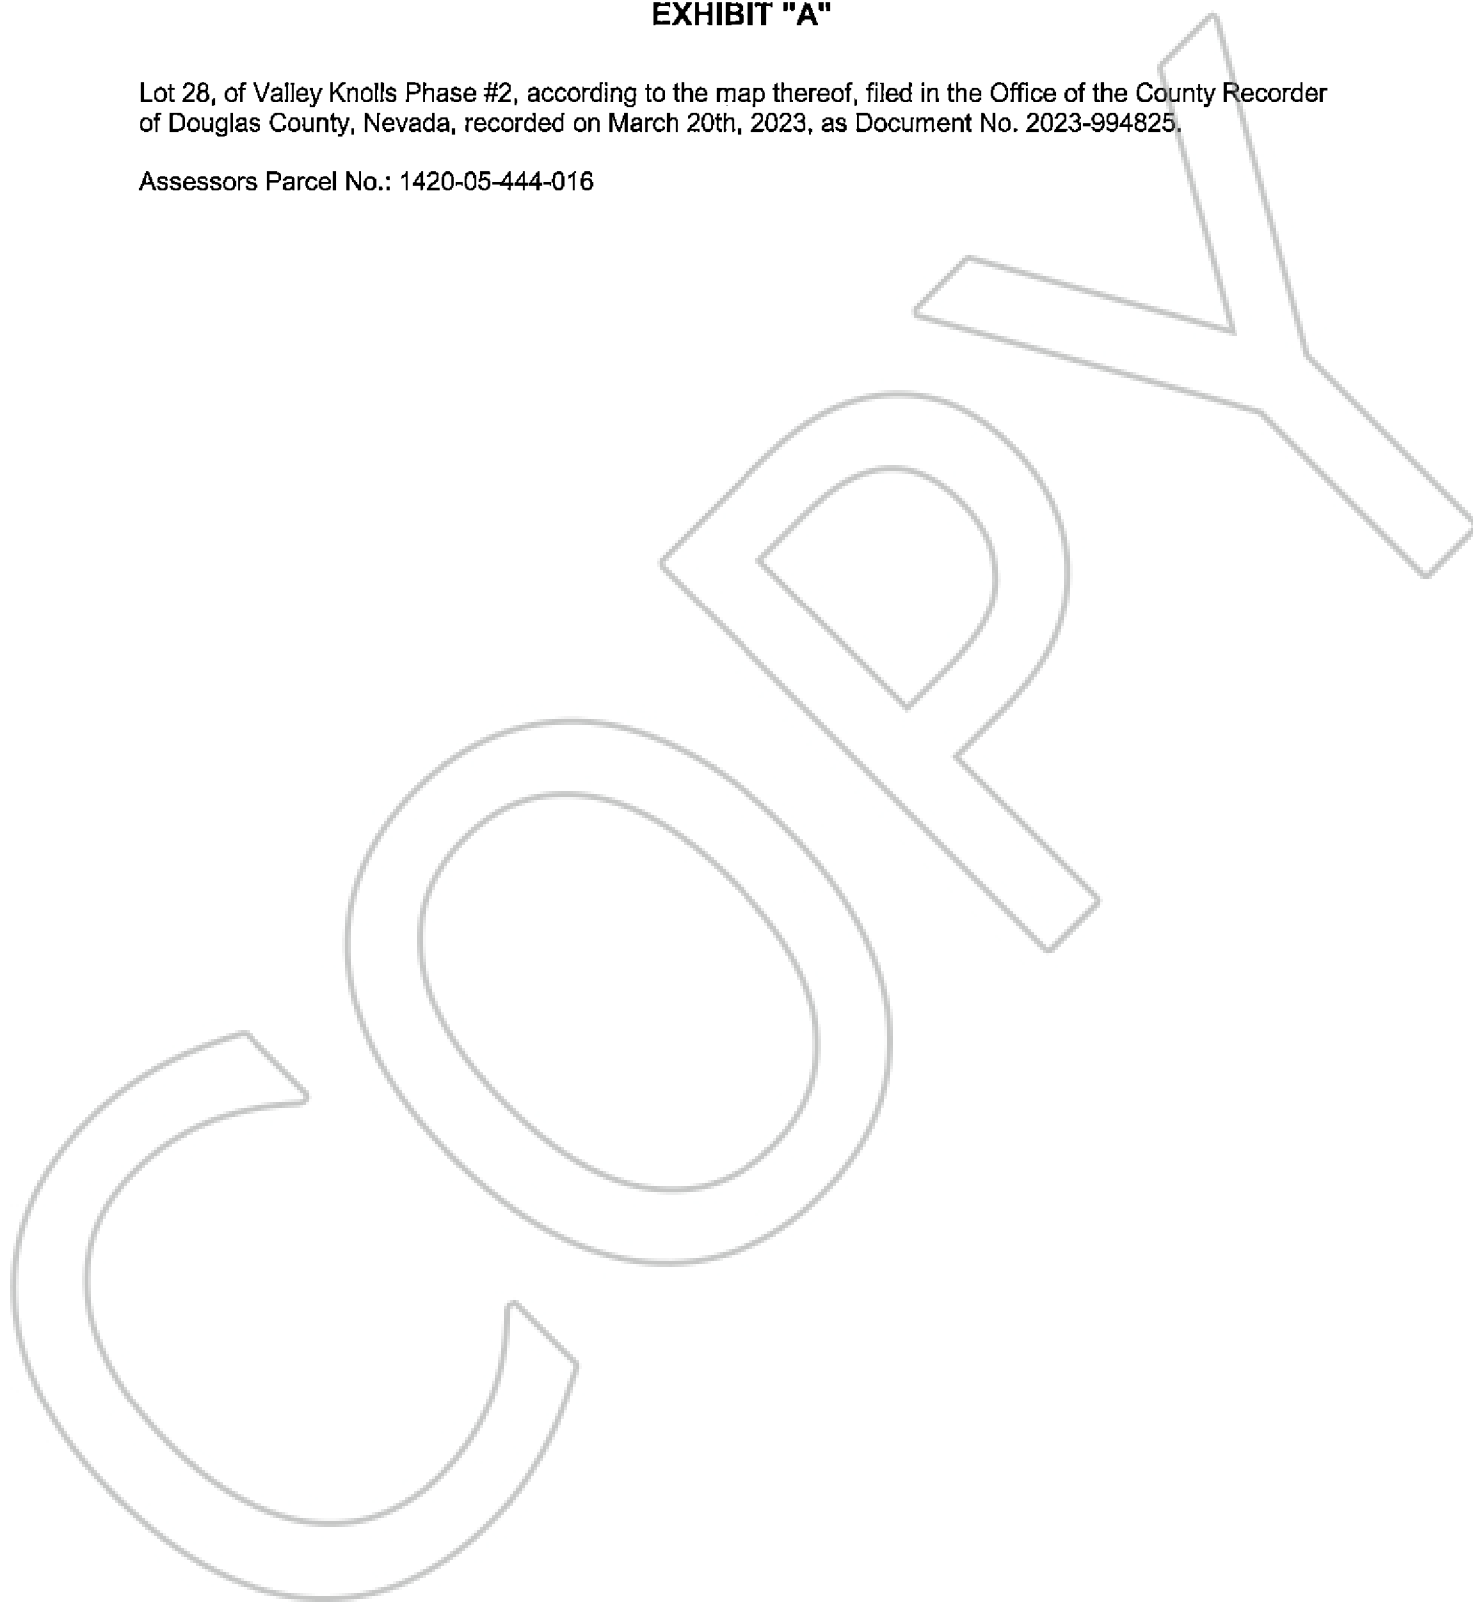 EXHIBIT "A"
Lot 28, of Valley Knolls Phase #2, according to the map thereof, filed in the Office of the County Recorder
of Douglas County, Nevada, recorded on March 20th, 2023, as Document No. 2023-994825.
Assessors Parcel No.: 1420-05-444-016
COPY